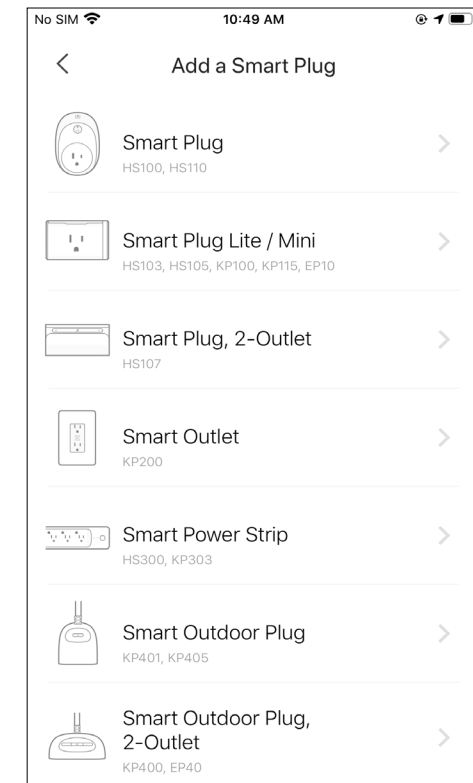 No SIM 10:49 AM
Add a Smart Plug
Smart Plug
HS100, HS110
Smart Plug Lite / Mini
HS103, HS105, KP100, KP115, EP10
Smart Plug, 2-Outlet
HS107
Smart Outlet
KP200
Smart Power Strip
HS300, KP303
Smart Outdoor Plug
KP401, KP405
Smart Outdoor Plug,
2-Outlet
KP400, EP40